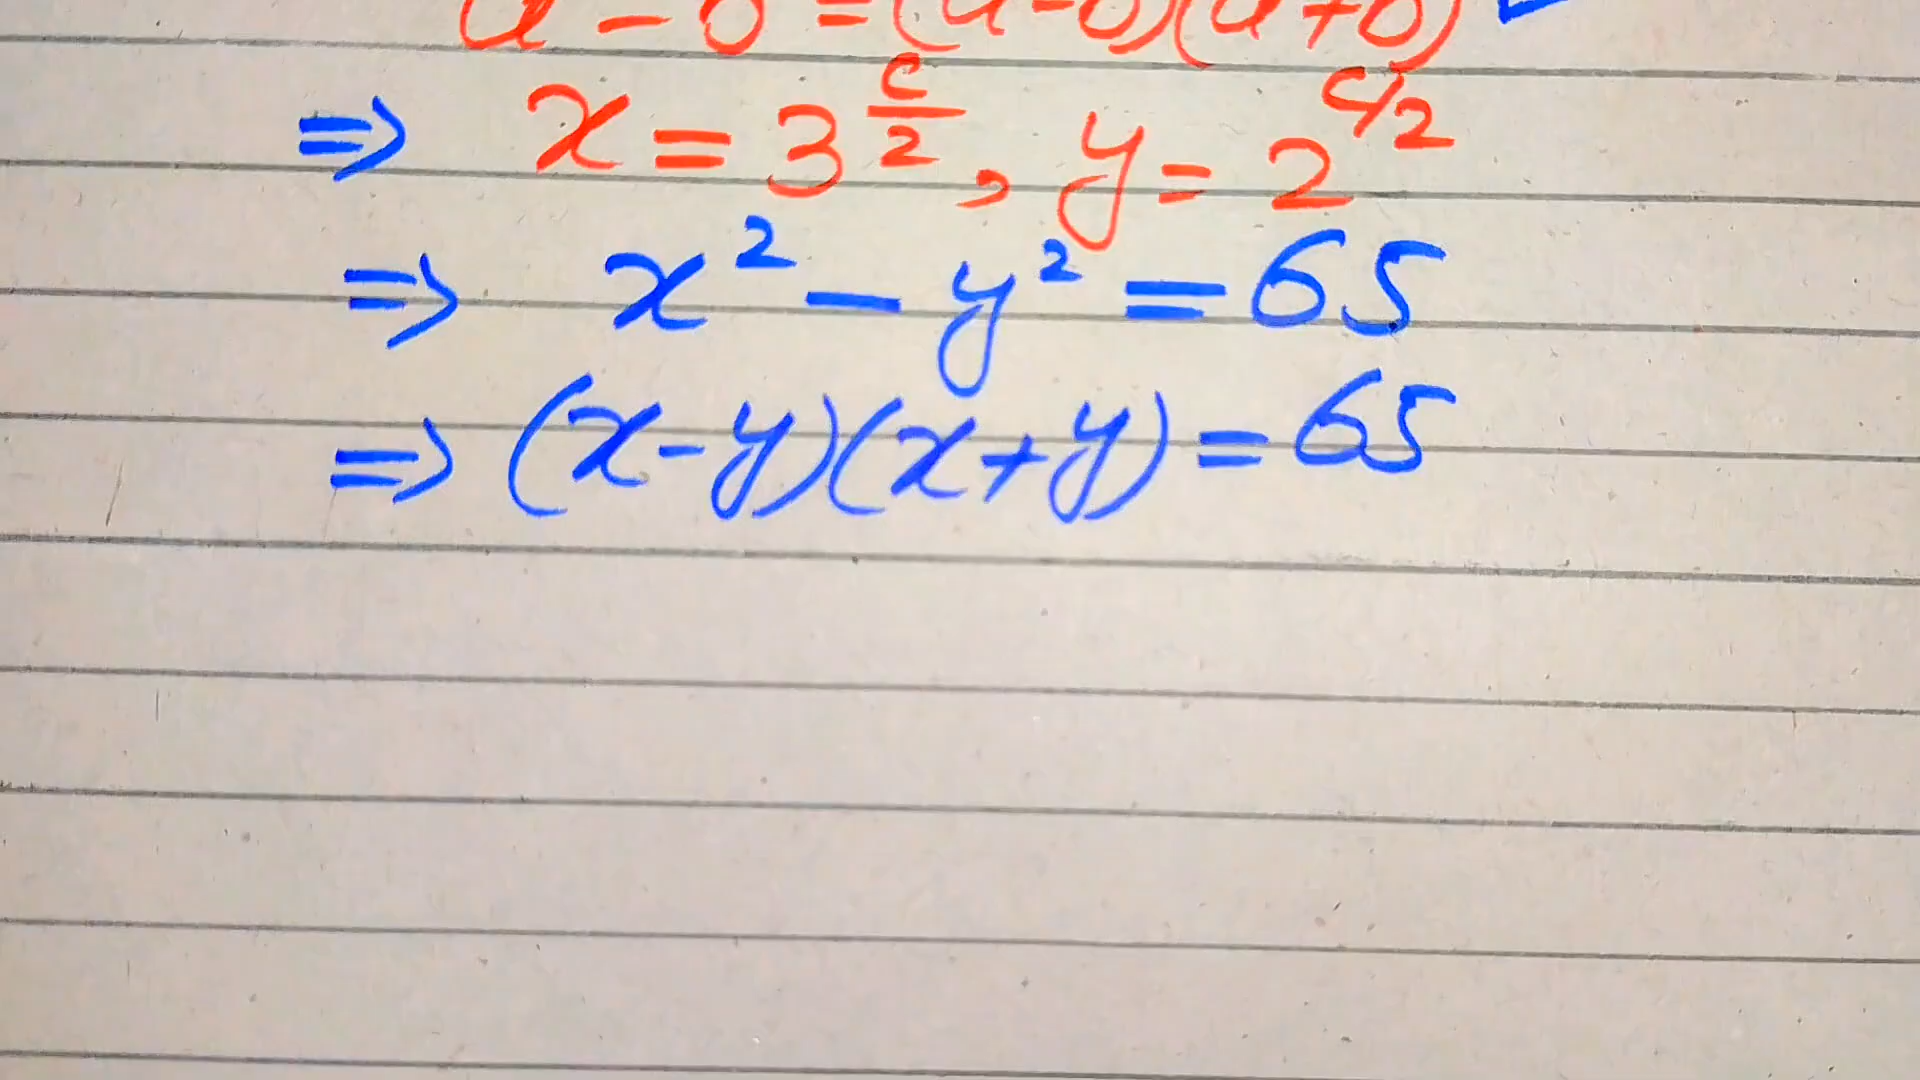 a - b = (a-b)(a+b)
⇒ x = 3^(c/2), y = 2^(c/2)
⇒ x² - y² = 65
⇒ (x-y)(x+y) = 65